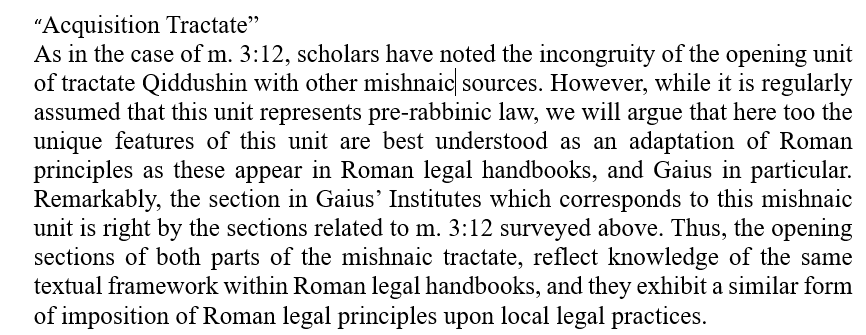 “Acquisition Tractate”
As in the case of m. 3:12, scholars have noted the incongruity of the opening unit
of tractate Qiddushin with other mishnaic sources. However, while it is regularly
assumed that this unit represents pre-rabbinic law, we will argue that here too the
unique features of this unit are best understood as an adaptation of Roman
principles as these appear in Roman legal handbooks, and Gaius in particular.
Remarkably, the section in Gaius’ Institutes which corresponds to this mishnaic
unit is right by the sections related to m. 3:12 surveyed above. Thus, the opening
sections of both parts of the mishnaic tractate, reflect knowledge of the same
textual framework within Roman legal handbooks, and they exhibit a similar form
of imposition of Roman legal principles upon local legal practices.